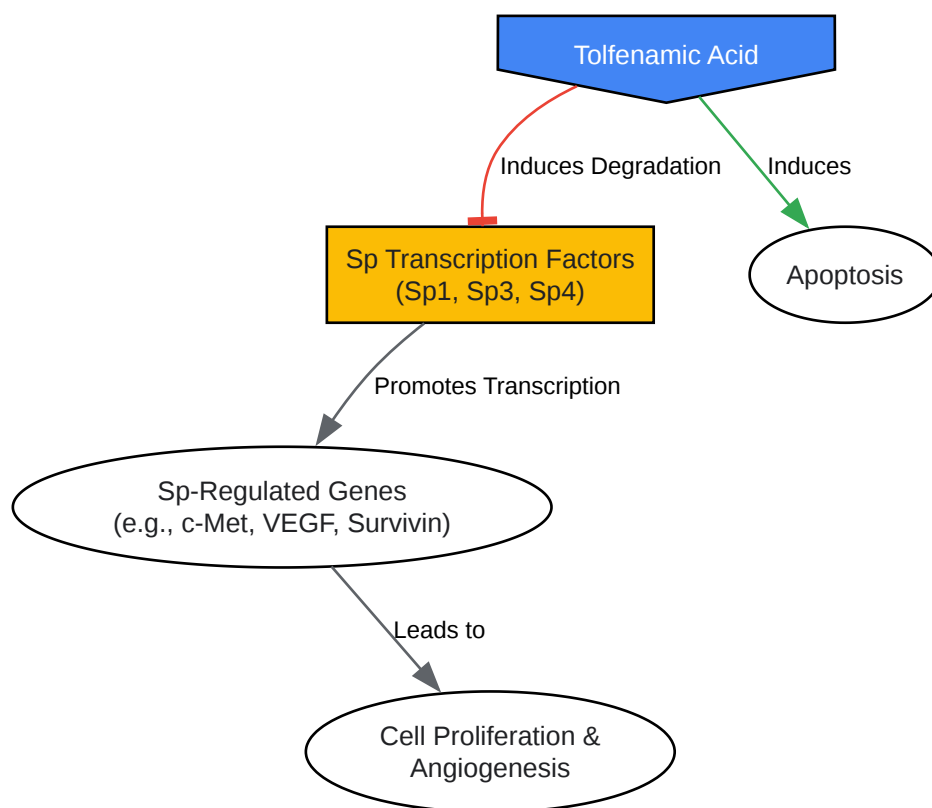 Tolfenamic Acid
Induces Degradation
Induces
Sp Transcription Factors
(Sp1, Sp3, Sp4)
Apoptosis
Promotes Transcription
Sp-Regulated Genes
(e.g., c-Met, VEGF, Survivin)
Leads to
Cell Proliferation &
Angiogenesis